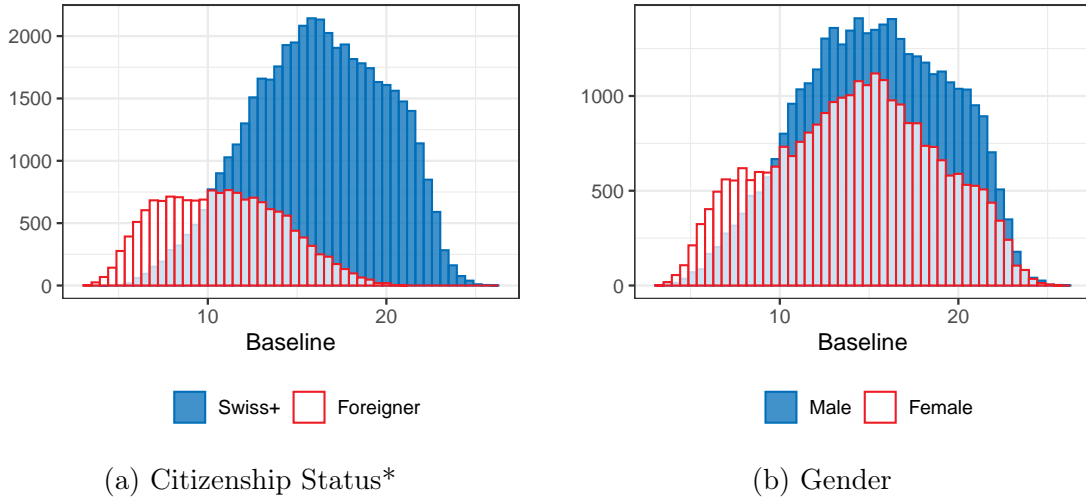 2000
1500
1000
500
0
10 20
Baseline
Swiss+ Foreigner
(a) Citizenship Status*
1000
500
0
10 20
Baseline
Male Female
(b) Gender